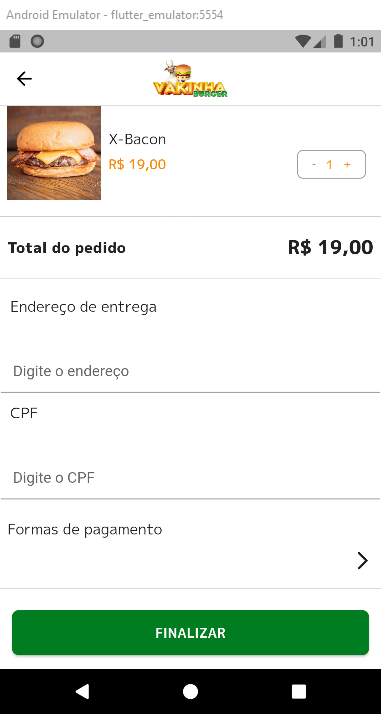 Android Emulator - flutter_emulator:5554
1:01
VAKINHA
BURGER
X-Bacon
R$ 19,00
- 1 +
Total do pedido R$ 19,00
Endereço de entrega
Digite o endereço
CPF
Digite o CPF
Formas de pagamento
FINALIZAR